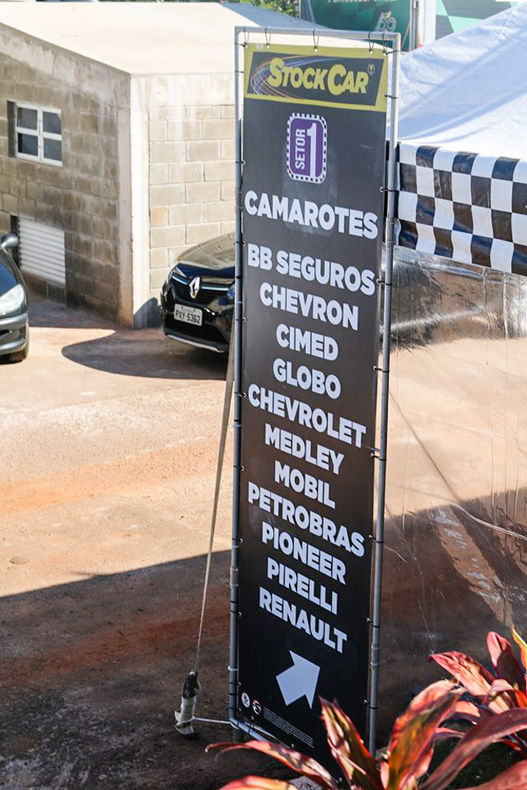 STOCK CAR
SETOR 1
CAMAROTES
BB SEGUROS
CHEVRON
CIMED
GLOBO
CHEVROLET
MEDLEY
MOBIL
PETROBRAS
PIONEER
PIRELLI
RENAULT